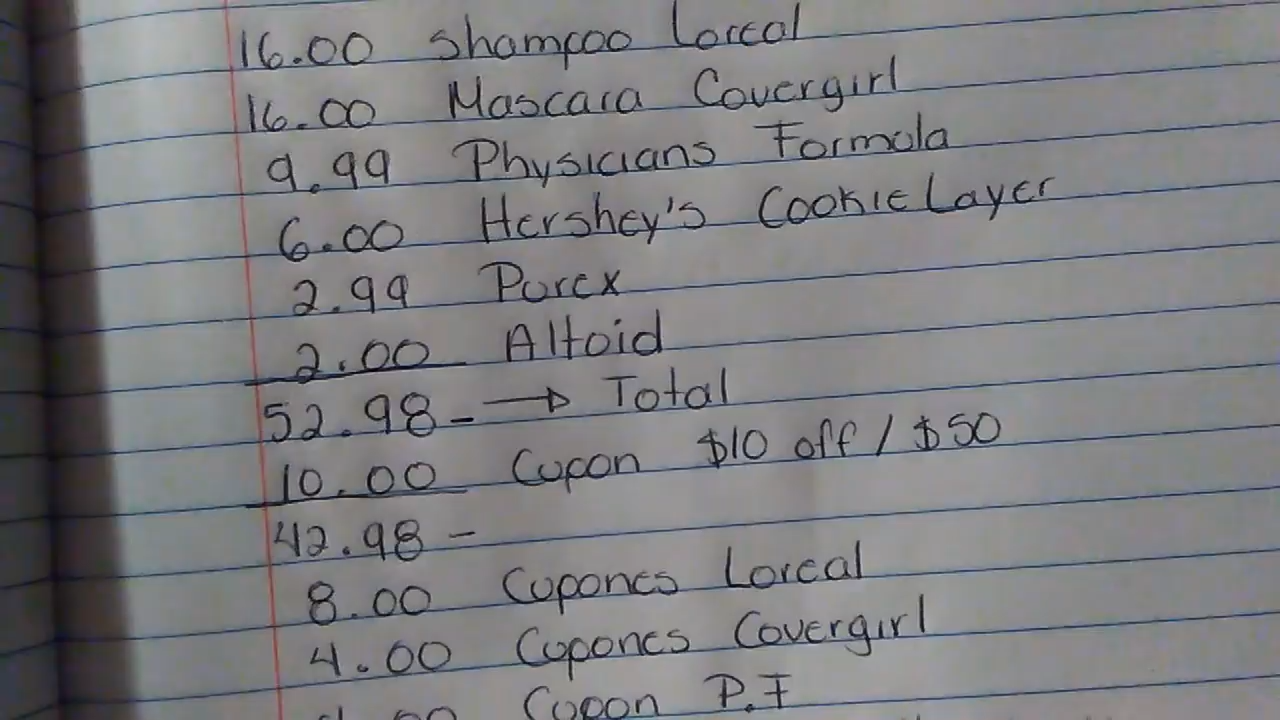 16.00 Shampoo Loreal
16.00 Mascara Covergirl
9.99 Physicians Formula
6.00 Hershey's Cookie Layer
2.99 Purex
2.00 Altoid
52.98 - → Total
10.00 Cupon $10 off / $50
42.98 -
8.00 Cupones Loreal
4.00 Cupones Covergirl
Cupon P.F